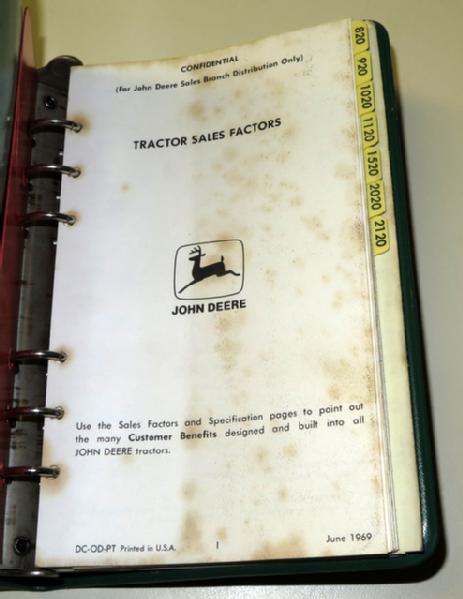 CONFIDENTIAL
(For John Deere Sales Branch Distribution Only)
TRACTOR SALES FACTORS
JOHN DEERE
Use the Sales Factors and Specification pages to point out
the many Customer Benefits designed and built into all
JOHN DEERE tractors.
DC-OD-PT Printed in U.S.A.
1
June 1969
820
920
1020
1120
1520
2020
2120